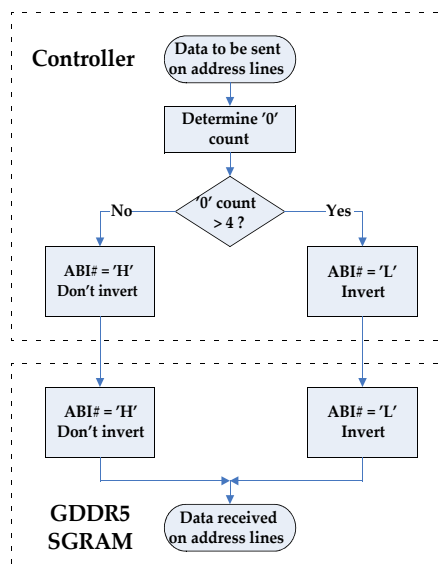 Controller
Data to be sent
on address lines
Determine '0'
count
'0' count
> 4 ?
No
Yes
ABI# = 'H'
Don't invert
ABI# = 'L'
Invert
ABI# = 'H'
Don't invert
ABI# = 'L'
Invert
GDDR5
SGRAM
Data received
on address lines